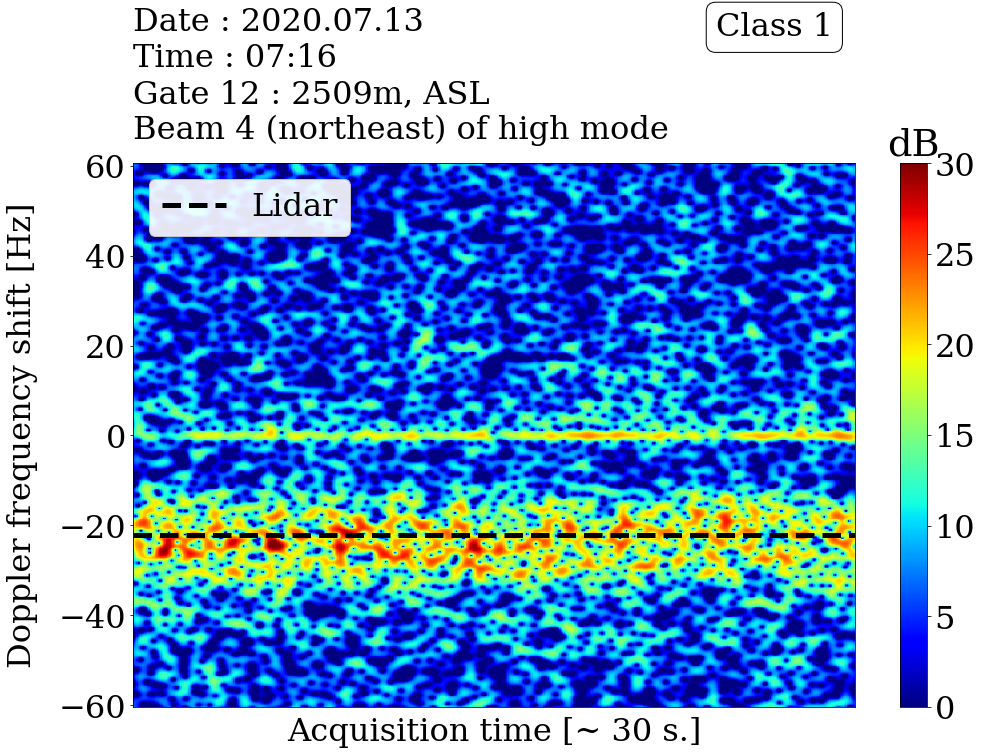 Date : 2020.07.13
Time : 07:16
Gate 12 : 2509m, ASL
Beam 4 (northeast) of high mode
Class 1
dB
Lidar
Doppler frequency shift [Hz]
60
40
20
0
−20
−40
−60
30
25
20
15
10
5
0
Acquisition time [~ 30 s.]